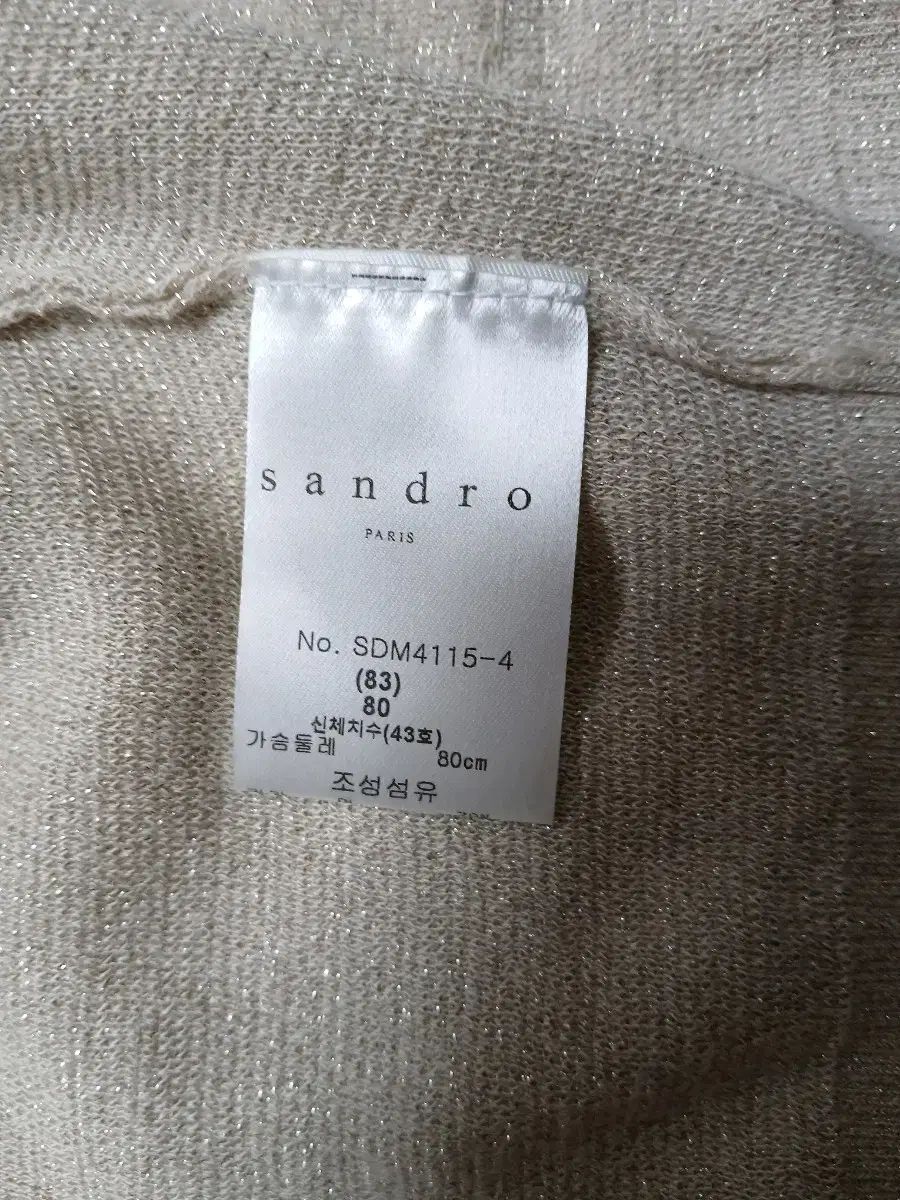 sandro
PARIS
No. SDM4115-4
(83)
80
신체치수(43호)
가슴둘레 80cm
조성섬유